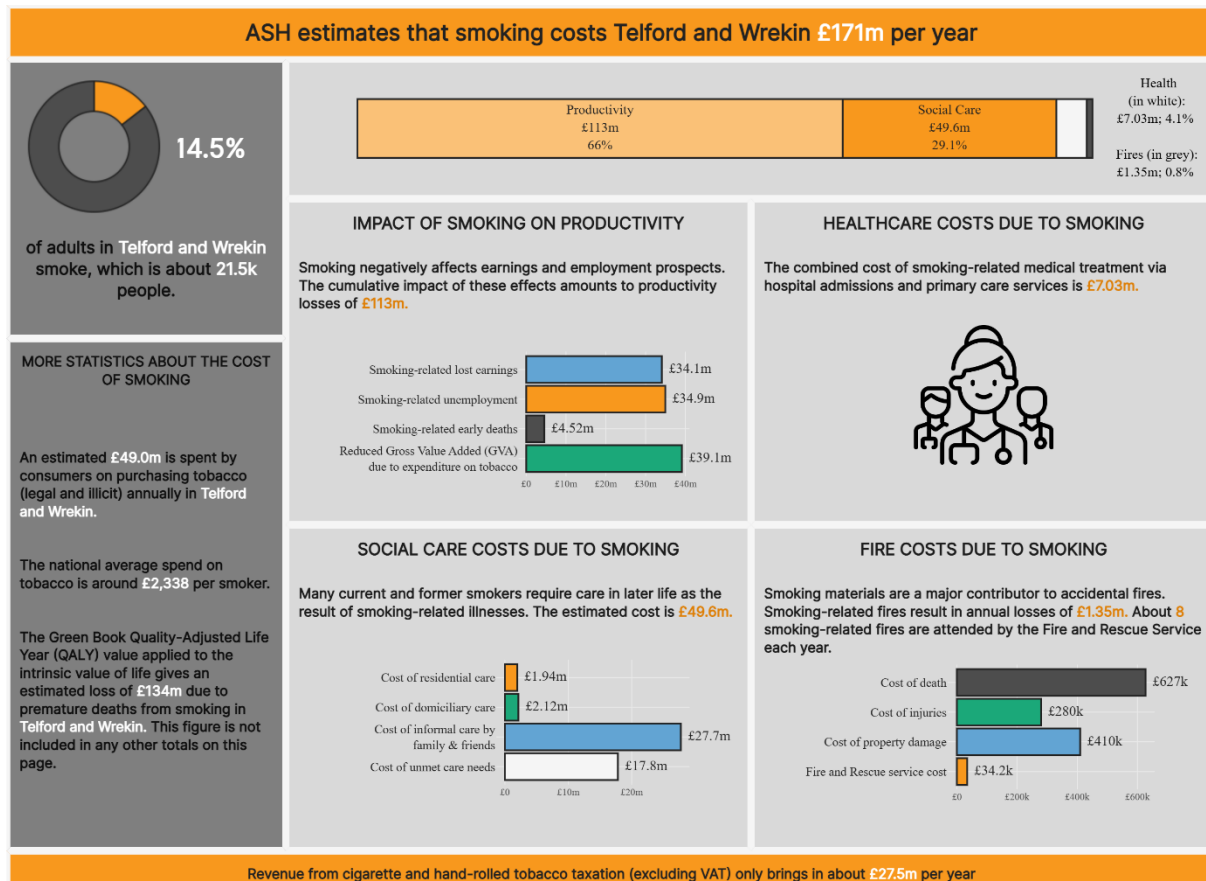 ASH estimates that smoking costs Telford and Wrekin £171m per year
14.5%
of adults in Telford and Wrekin
smoke, which is about 21.5k
people.
Productivity
£113m
66%
Social Care
£49.6m
29.1%
Health
(in white):
£7.03m; 4.1%
Fires (in grey):
£1.35m; 0.8%
MORE STATISTICS ABOUT THE COST
OF SMOKING
An estimated £49.0m is spent by
consumers on purchasing tobacco
(legal and illicit) annually in Telford
and Wrekin.
The national average spend on
tobacco is around £2,338 per smoker.
The Green Book Quality-Adjusted Life
Year (QALY) value applied to the
intrinsic value of life gives an
estimated loss of £134m due to
premature deaths from smoking in
Telford and Wrekin. This figure is not
included in any other totals on this
page.
IMPACT OF SMOKING ON PRODUCTIVITY
Smoking negatively affects earnings and employment prospects.
The cumulative impact of these effects amounts to productivity
losses of £113m.
Smoking-related lost earnings £34.1m
Smoking-related unemployment £34.9m
Smoking-related early deaths £4.52m
Reduced Gross Value Added (GVA)
due to expenditure on tobacco £39.1m
£0 £10m £20m £30m £40m
HEALTHCARE COSTS DUE TO SMOKING
The combined cost of smoking-related medical treatment via
hospital admissions and primary care services is £7.03m.
SOCIAL CARE COSTS DUE TO SMOKING
Many current and former smokers require care in later life as the
result of smoking-related illnesses. The estimated cost is £49.6m.
Cost of residential care £1.94m
Cost of domiciliary care £2.12m
Cost of informal care by
family & friends £27.7m
Cost of unmet care needs £17.8m
£0 £10m £20m
FIRE COSTS DUE TO SMOKING
Smoking materials are a major contributor to accidental fires.
Smoking-related fires result in annual losses of £1.35m. About 8
smoking-related fires are attended by the Fire and Rescue Service
each year.
Cost of death £627k
Cost of injuries £280k
Cost of property damage £410k
Fire and Rescue service cost £34.2k
£0 £200k £400k £600k
Revenue from cigarette and hand-rolled tobacco taxation (excluding VAT) only brings in about £27.5m per year